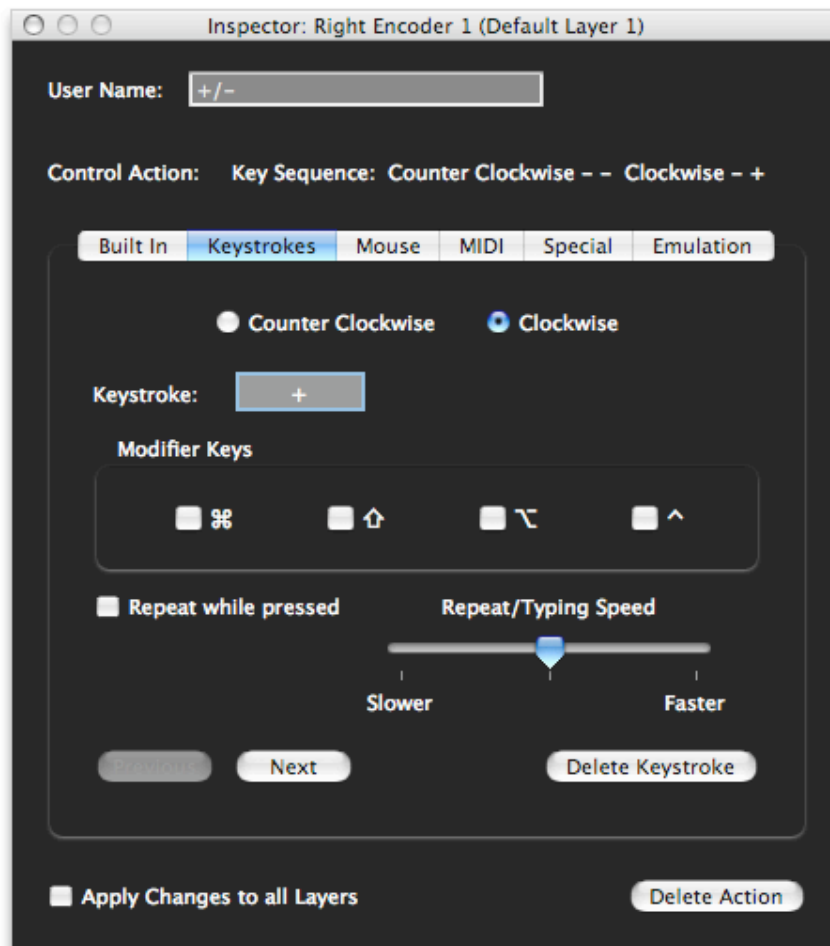 Inspector: Right Encoder 1 (Default Layer 1)
User Name: +/-
Control Action: Key Sequence: Counter Clockwise - - Clockwise - +
Built In Keystrokes Mouse MIDI Special Emulation
Counter Clockwise Clockwise
Keystroke: +
Modifier Keys
⌘ ⇧ ⌥ ^
Repeat while pressed Repeat/Typing Speed
Slower Faster
Previous Next Delete Keystroke
Apply Changes to all Layers Delete Action